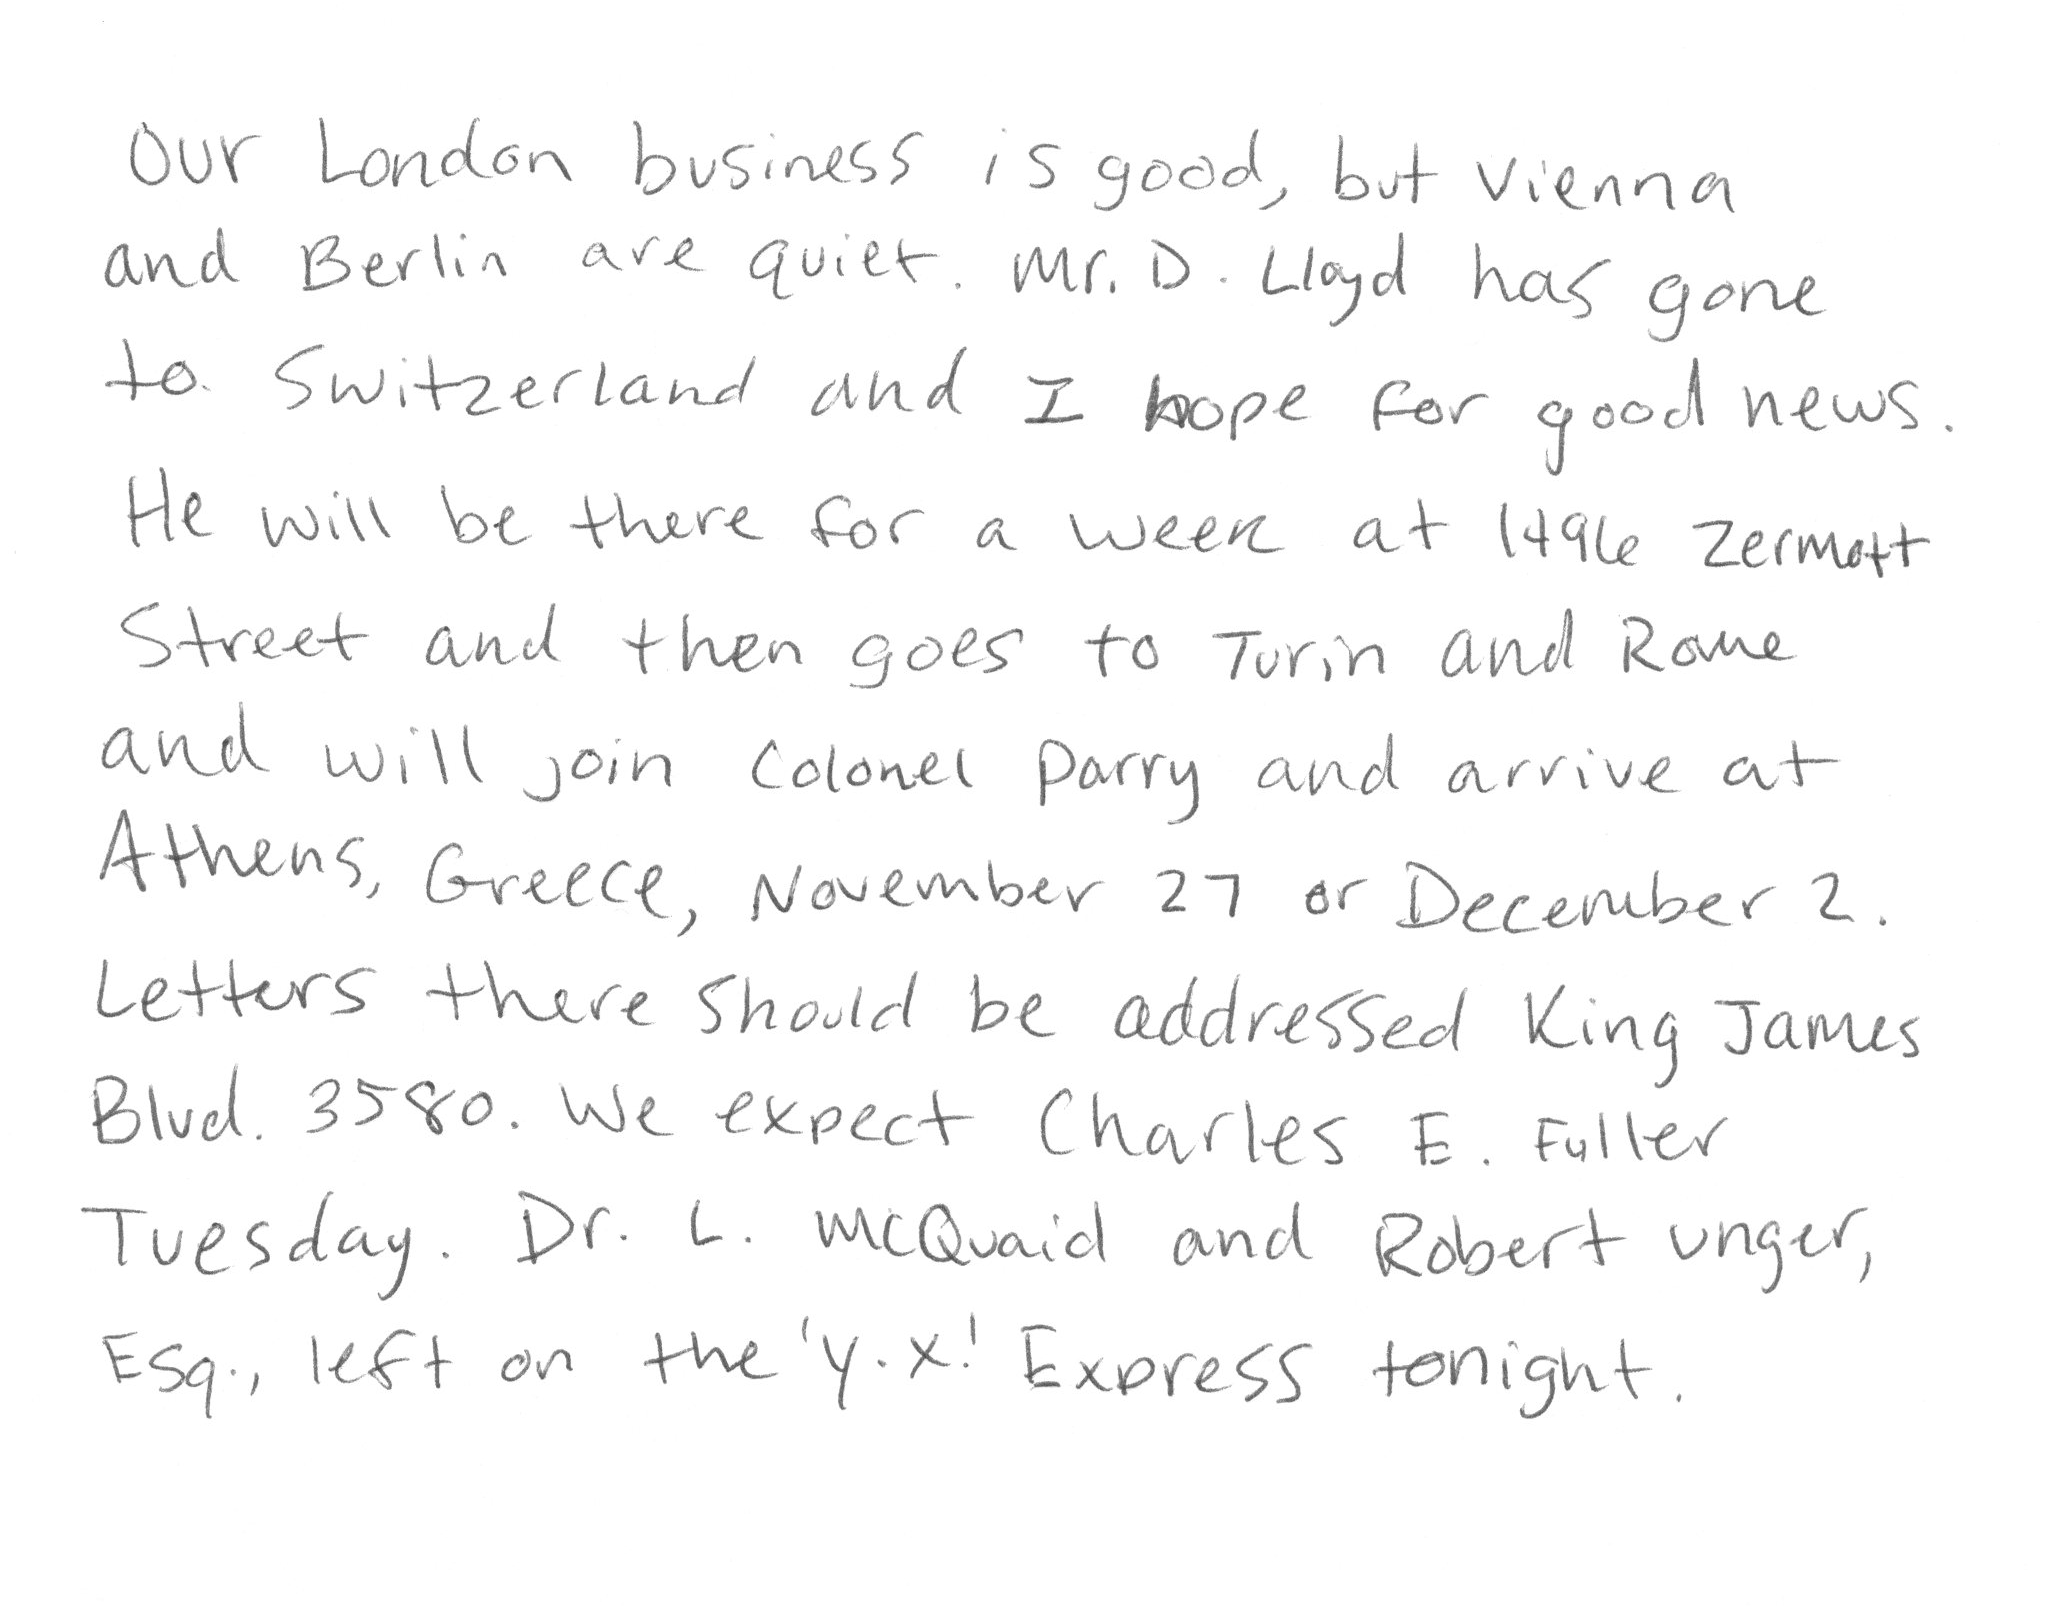 Our London business is good, but Vienna
and Berlin are quiet. Mr. D. Lloyd has gone
to Switzerland and I hope for good news.
He will be there for a week at 1496 Zermott
Street and then goes to Turin and Rome
and will join Colonel Parry and arrive at
Athens, Greece, November 27 or December 2.
Letters there should be addressed King James
Blvd. 3580. We expect Charles E. Fuller
Tuesday. Dr. L. McQuaid and Robert Unger,
Esq., left on the 'Y.X.' Express tonight.